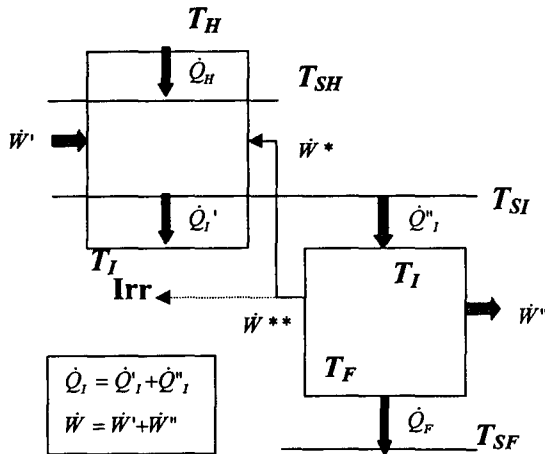 T_H
Q̇_H
T_SH
Ẇ'
Ẇ*
Q̇_I'
Q̇"_I
T_SI
T_I
T_I
Irr
Ẇ**
Ẇ"
T_F
Q̇_I = Q̇'_I + Q̇"_I
Ẇ = Ẇ' + Ẇ"
Q̇_F
T_SF